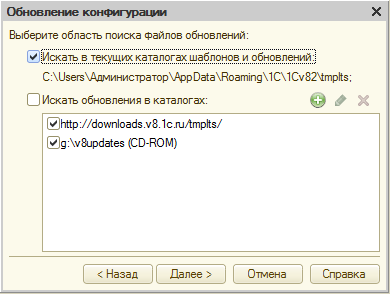 Обновление конфигурации
Выберите область поиска файлов обновлений:
Искать в текущих каталогах шаблонов и обновлений:
C:\Users\Администратор\AppData\Roaming\1C\1Cv82\tmplts;
Искать обновления в каталогах:
http://downloads.v8.1c.ru/tmplts/
g:\v8updates (CD-ROM)
< Назад Далее > Отмена Справка